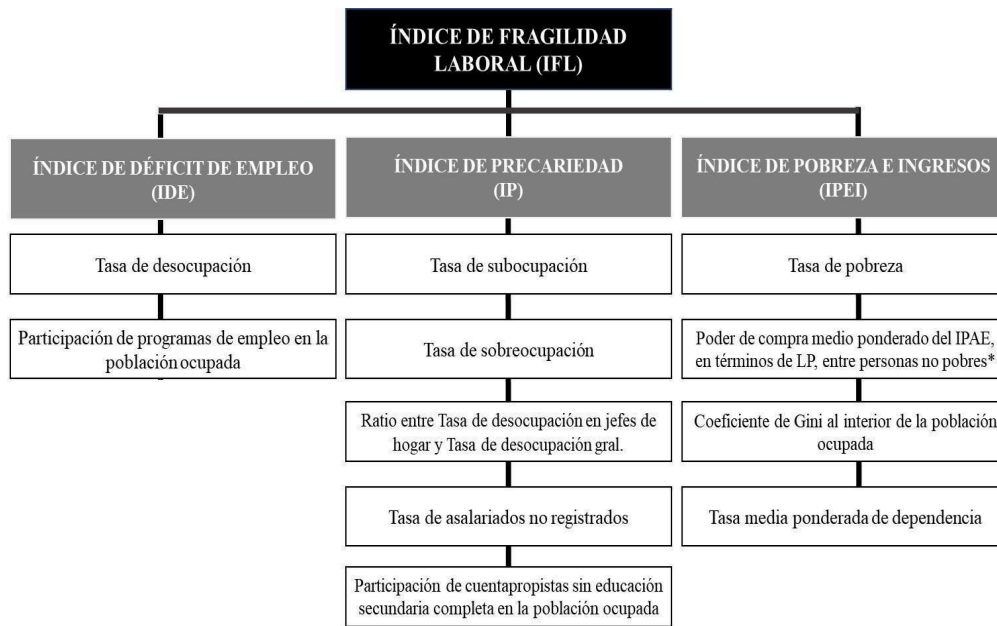 ÍNDICE DE FRAGILIDAD
LABORAL (IFL)
ÍNDICE DE DÉFICIT DE EMPLEO
(IDE)
Tasa de desocupación
Participación de programas de empleo en la
población ocupada
ÍNDICE DE PRECARIEDAD
(IP)
Tasa de subocupación
Tasa de sobreocupación
Ratio entre Tasa de desocupación en jefes de
hogar y Tasa de desocupación gral.
Tasa de asalariados no registrados
Participación de cuentapropistas sin educación
secundaria completa en la población ocupada
ÍNDICE DE POBREZA E INGRESOS
(IPEI)
Tasa de pobreza
Poder de compra medio ponderado del IPAE,
en términos de LP, entre personas no pobres*
Coeficiente de Gini al interior de la población
ocupada
Tasa media ponderada de dependencia